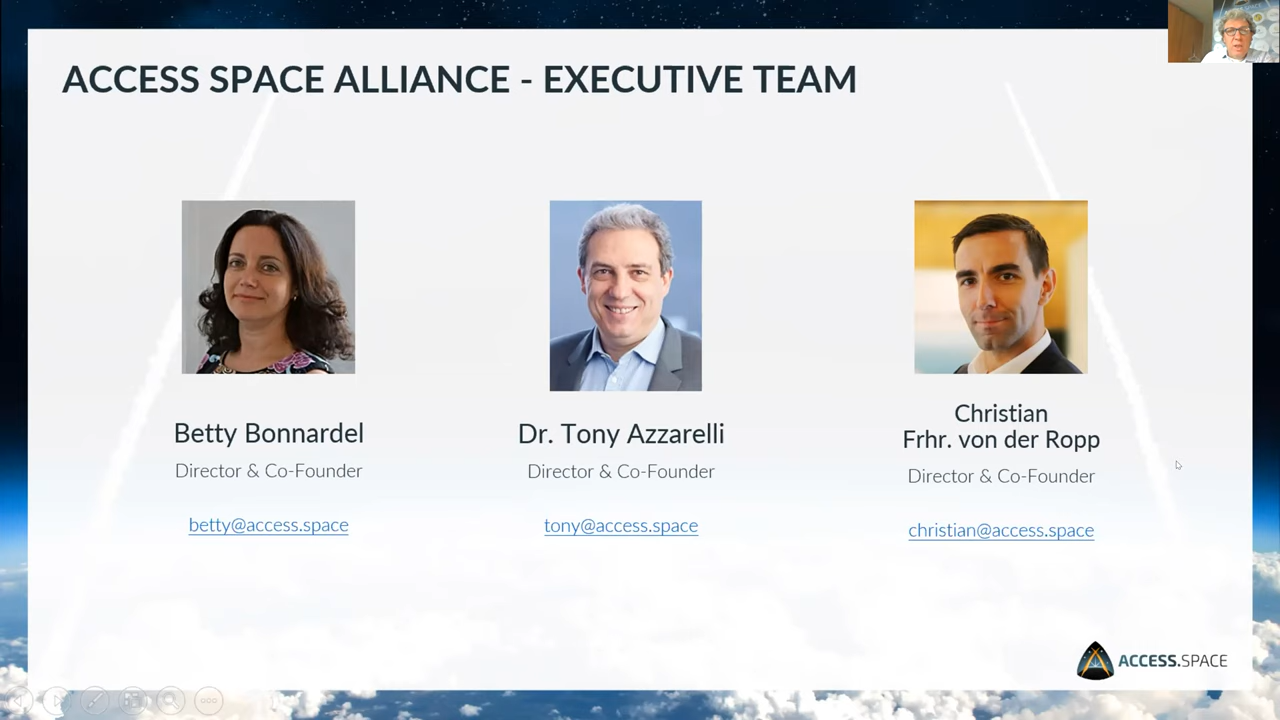 ACCESS SPACE ALLIANCE - EXECUTIVE TEAM
Betty Bonnardel
Director & Co-Founder
betty@access.space
Dr. Tony Azzarelli
Director & Co-Founder
tony@access.space
Christian
Frhr. von der Ropp
Director & Co-Founder
christian@access.space
ACCESS.SPACE